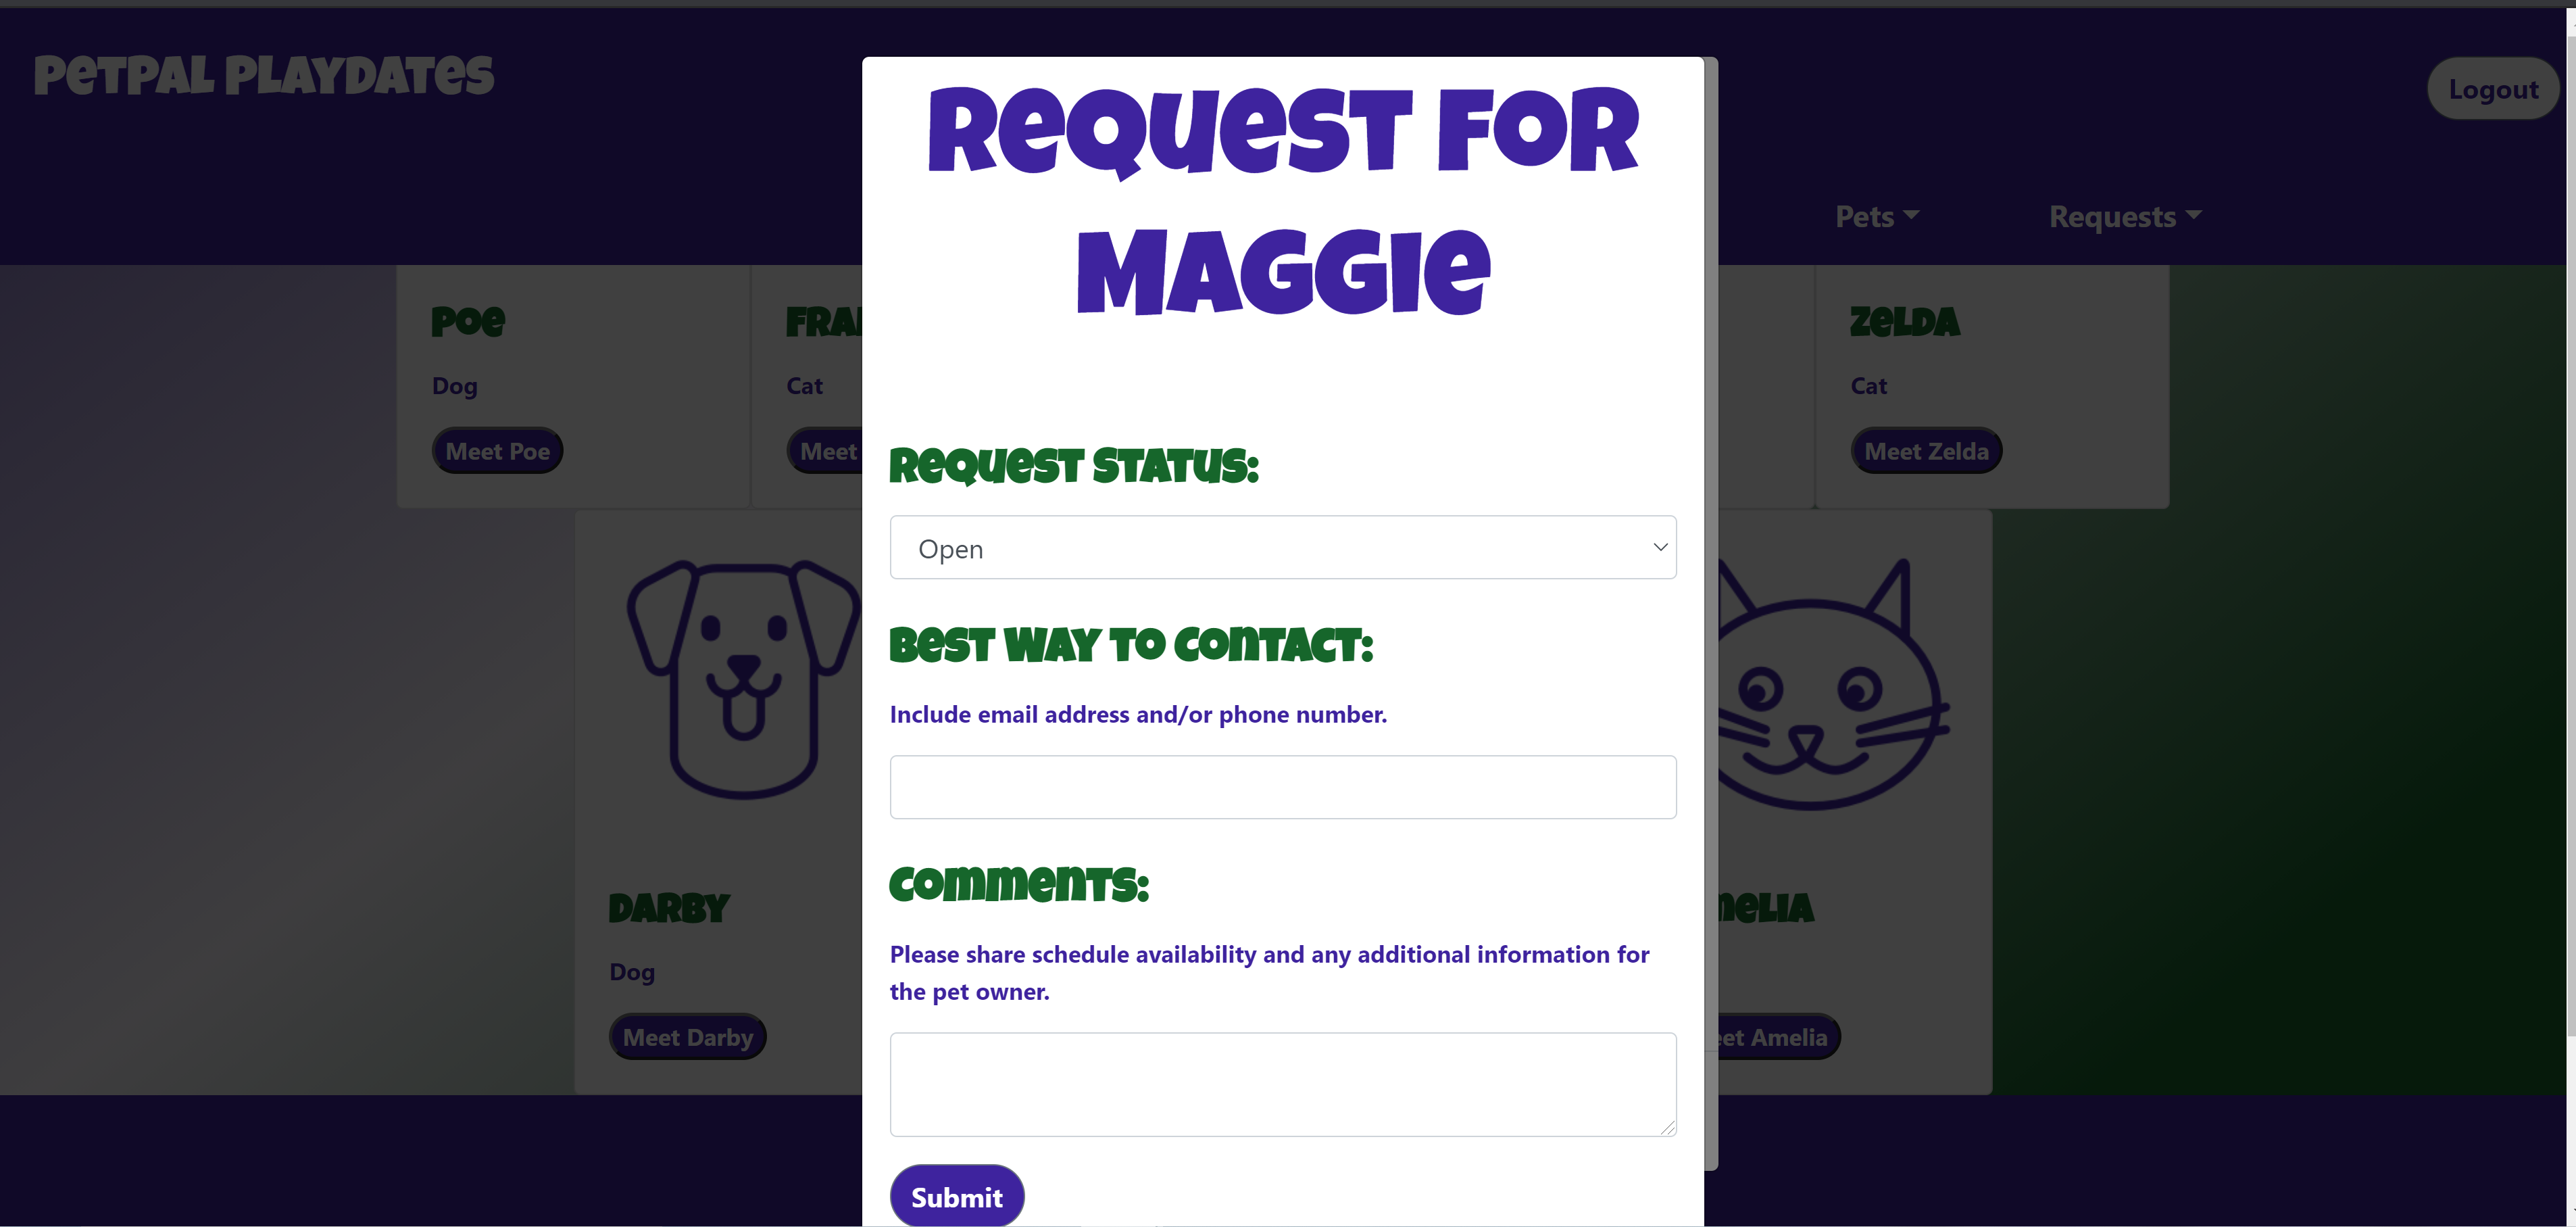 PETPAL PLAYDATES
Logout
Pets
Requests
REQUEST FOR
MAGGIE
POE
Dog
Meet Poe
FRA
Cat
Meet
ZELDA
Cat
Meet Zelda
REQUEST STATUS:
Open
BEST WAY TO CONTACT:
Include email address and/or phone number.
COMMENTS:
Please share schedule availability and any additional information for
the pet owner.
Submit
DARBY
Dog
Meet Darby
MELIA
eet Amelia